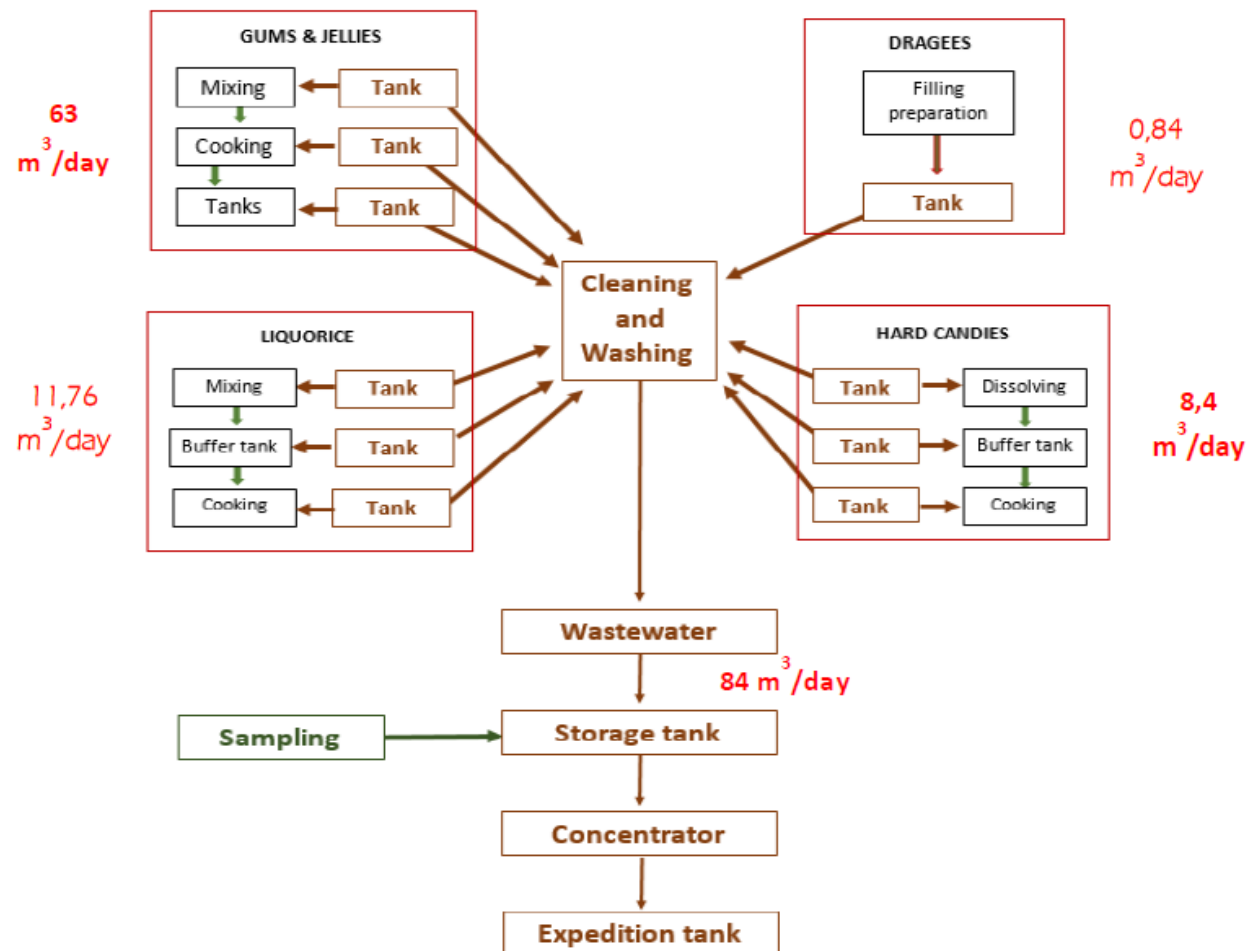 GUMS & JELLIES
Mixing
Tank
Cooking
Tank
Tanks
Tank
63
m³/day
DRAGEES
Filling
preparation
Tank
0,84
m³/day
Cleaning
and
Washing
LIQUORICE
Mixing
Tank
Buffer tank
Tank
Cooking
Tank
11,76
m³/day
HARD CANDIES
Tank
Dissolving
Tank
Buffer tank
Tank
Cooking
8,4
m³/day
Wastewater
84 m³/day
Sampling
Storage tank
Concentrator
Expedition tank